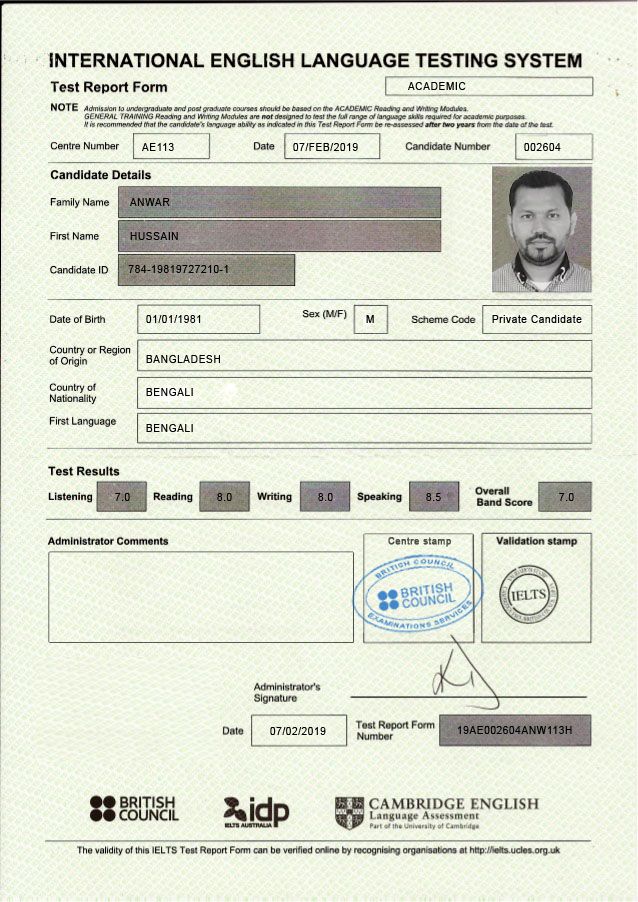 INTERNATIONAL ENGLISH LANGUAGE TESTING SYSTEM
Test Report Form ACADEMIC
NOTE Admission to undergraduate and post graduate courses should be based on the ACADEMIC Reading and Writing Modules.
GENERAL TRAINING Reading and Writing Modules are not designed to test the full range of language skills required for academic purposes.
It is recommended that the candidate's language ability as indicated in this Test Report Form be re-assessed after two years from the date of the test.
Centre Number AE113 Date 07/FEB/2019 Candidate Number 002604
Candidate Details
Family Name ANWAR
First Name HUSSAIN
Candidate ID 784-19819727210-1
Date of Birth 01/01/1981 Sex (M/F) M Scheme Code Private Candidate
Country or Region
of Origin BANGLADESH
Country of
Nationality BENGALI
First Language BENGALI
Test Results
Listening 7.0 Reading 8.0 Writing 8.0 Speaking 8.5 Overall
Band Score 7.0
Administrator Comments Centre stamp Validation stamp
BRITISH COUNCIL
BRITISH
COUNCIL
EXAMINATIONS SERVICES
IELTS
Administrator's
Signature
Date 07/02/2019 Test Report Form
Number 19AE002604ANW113H
BRITISH
COUNCIL
idp
IELTS AUSTRALIA
CAMBRIDGE ENGLISH
Language Assessment
Part of the University of Cambridge
The validity of this IELTS Test Report Form can be verified online by recognising organisations at http://ielts.ucles.org.uk